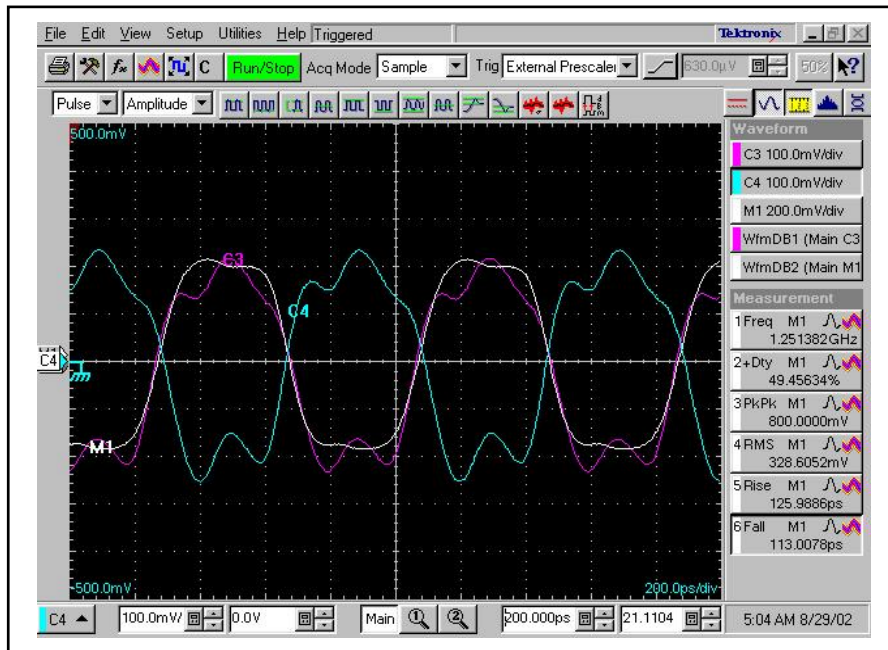 File Edit View Setup Utilities Help Triggered Tektronix
C Run/Stop Acq Mode Sample Trig External Prescaler 630.0µV 50%
Pulse Amplitude
500.0mV
C3
C4
C4
M1
-500.0mV
200.0ps/div
Waveform
C3 100.0mV/div
C4 100.0mV/div
M1 200.0mV/div
WfmDB1 (Main C3
WfmDB2 (Main M1
Measurement
1 Freq M1
1.251382GHz
2 +Dty M1
49.45634%
3 PkPk M1
800.0000mV
4 RMS M1
328.6052mV
5 Rise M1
125.9886ps
6 Fall M1
113.0078ps
C4 100.0mV/ 0.0V Main 1 2 200.000ps 21.1104 5:04 AM 8/29/02